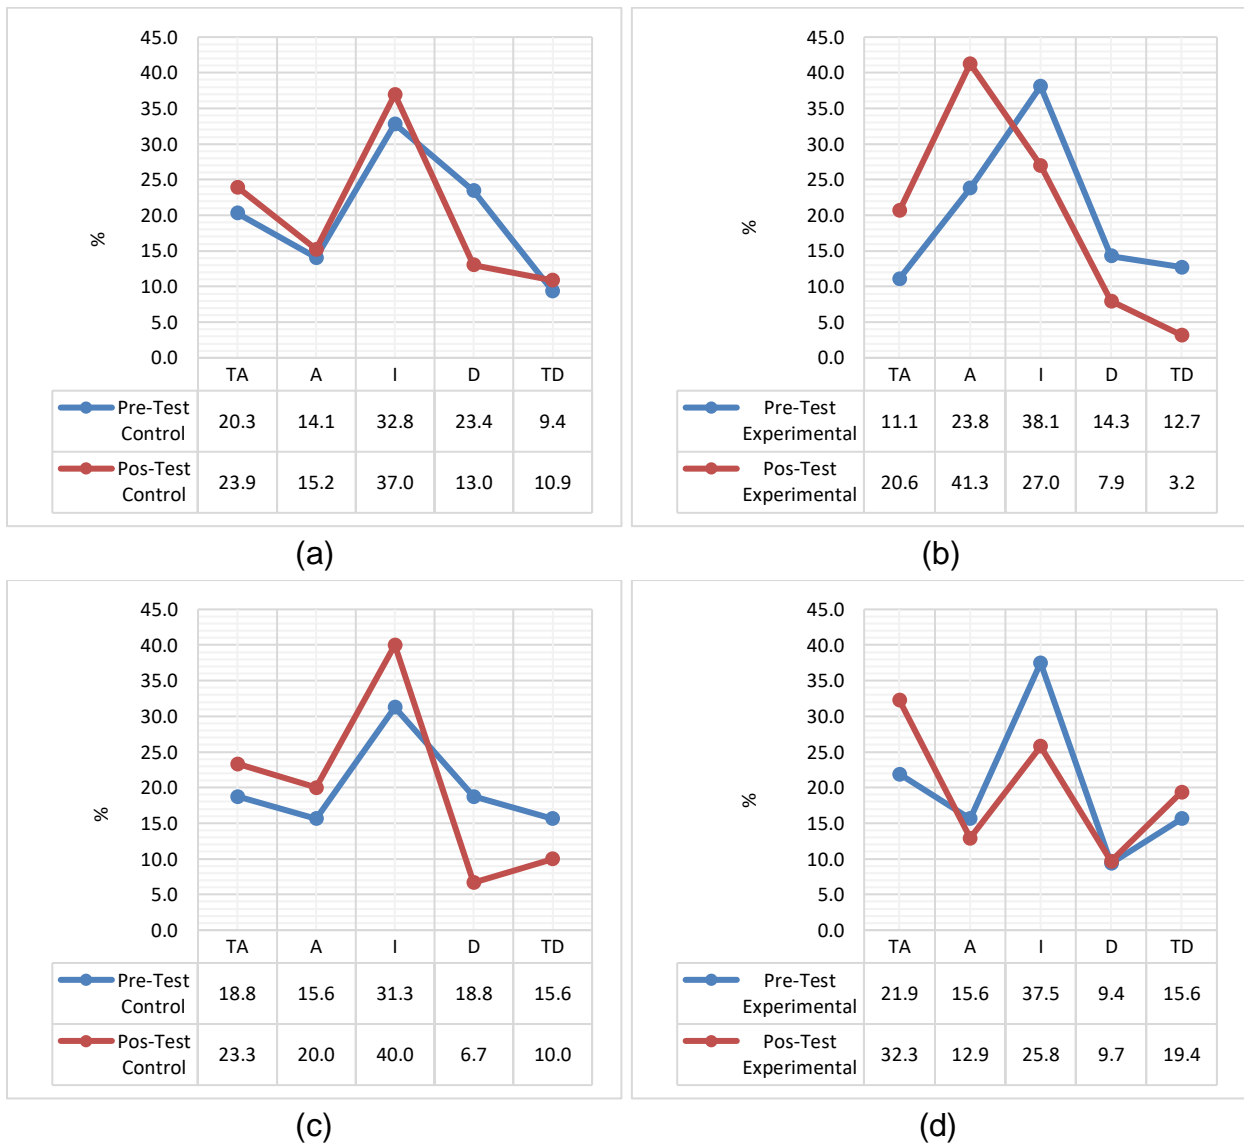 45.0
40.0
35.0
30.0
25.0
20.0
15.0
10.0
5.0
0.0
%
TA A I D TD
Pre-Test
Control
20.3 14.1 32.8 23.4 9.4
Pos-Test
Control
23.9 15.2 37.0 13.0 10.9
(a)
45.0
40.0
35.0
30.0
25.0
20.0
15.0
10.0
5.0
0.0
%
TA A I D TD
Pre-Test
Experimental
11.1 23.8 38.1 14.3 12.7
Pos-Test
Experimental
20.6 41.3 27.0 7.9 3.2
(b)
45.0
40.0
35.0
30.0
25.0
20.0
15.0
10.0
5.0
0.0
%
TA A I D TD
Pre-Test
Control
18.8 15.6 31.3 18.8 15.6
Pos-Test
Control
23.3 20.0 40.0 6.7 10.0
(c)
45.0
40.0
35.0
30.0
25.0
20.0
15.0
10.0
5.0
0.0
%
TA A I D TD
Pre-Test
Experimental
21.9 15.6 37.5 9.4 15.6
Pos-Test
Experimental
32.3 12.9 25.8 9.7 19.4
(d)